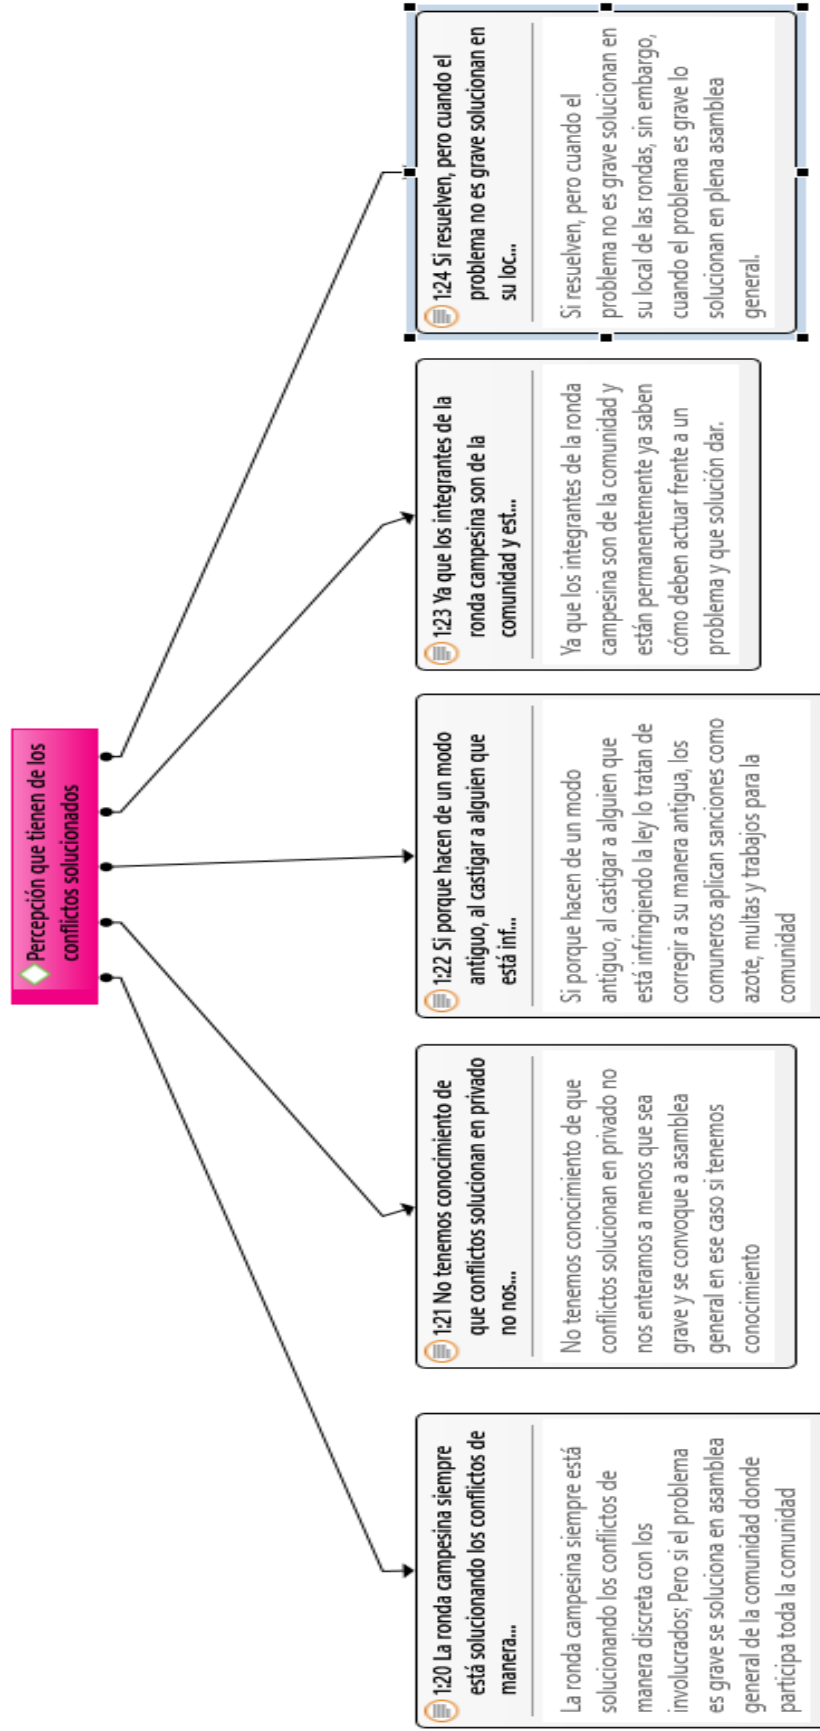 Percepción que tienen de los
conflictos solucionados
1:20 La ronda campesina siempre
está solucionando los conflictos de
manera...
La ronda campesina siempre está
solucionando los conflictos de
manera discreta con los
involucrados; Pero si el problema
es grave se soluciona en asamblea
general de la comunidad donde
participa toda la comunidad
1:21 No tenemos conocimiento de
que conflictos solucionan en privado
no nos...
No tenemos conocimiento de que
conflictos solucionan en privado no
nos enteramos a menos que sea
grave y se convoque a asamblea
general en ese caso si tenemos
conocimiento
1:22 Si porque hacen de un modo
antiguo, al castigar a alguien que
está inf...
Si porque hacen de un modo
antiguo, al castigar a alguien que
está infringiendo la ley lo tratan de
corregir a su manera antigua, los
comuneros aplican sanciones como
azote, multas y trabajos para la
comunidad
1:23 Ya que los integrantes de la
ronda campesina son de la
comunidad y est...
Ya que los integrantes de la ronda
campesina son de la comunidad y
están permanentemente ya saben
cómo deben actuar frente a un
problema y que solución dar.
1:24 Si resuelven, pero cuando el
problema no es grave solucionan en
su loc...
Si resuelven, pero cuando el
problema no es grave solucionan en
su local de las rondas, sin embargo,
cuando el problema es grave lo
solucionan en plena asamblea
general.